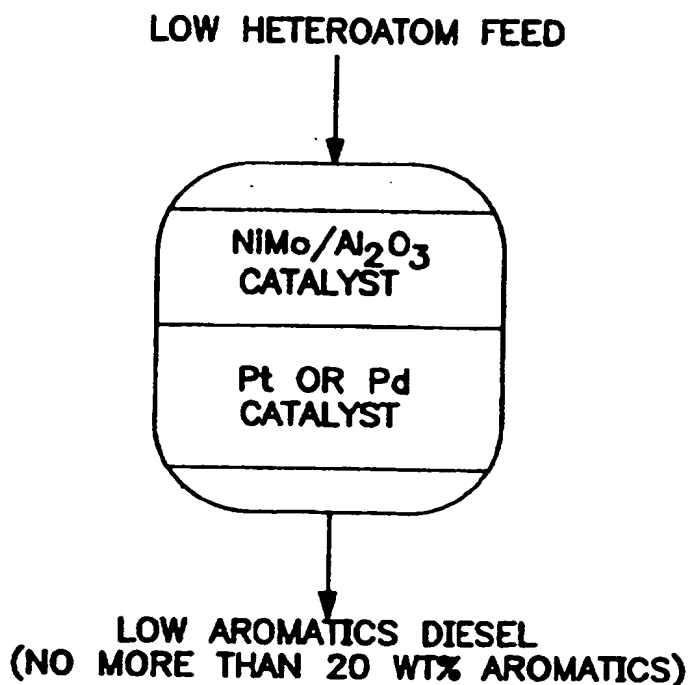 LOW HETEROATOM FEED
NiMo/Al₂O₃
CATALYST
Pt OR Pd
CATALYST
LOW AROMATICS DIESEL
(NO MORE THAN 20 WT% AROMATICS)